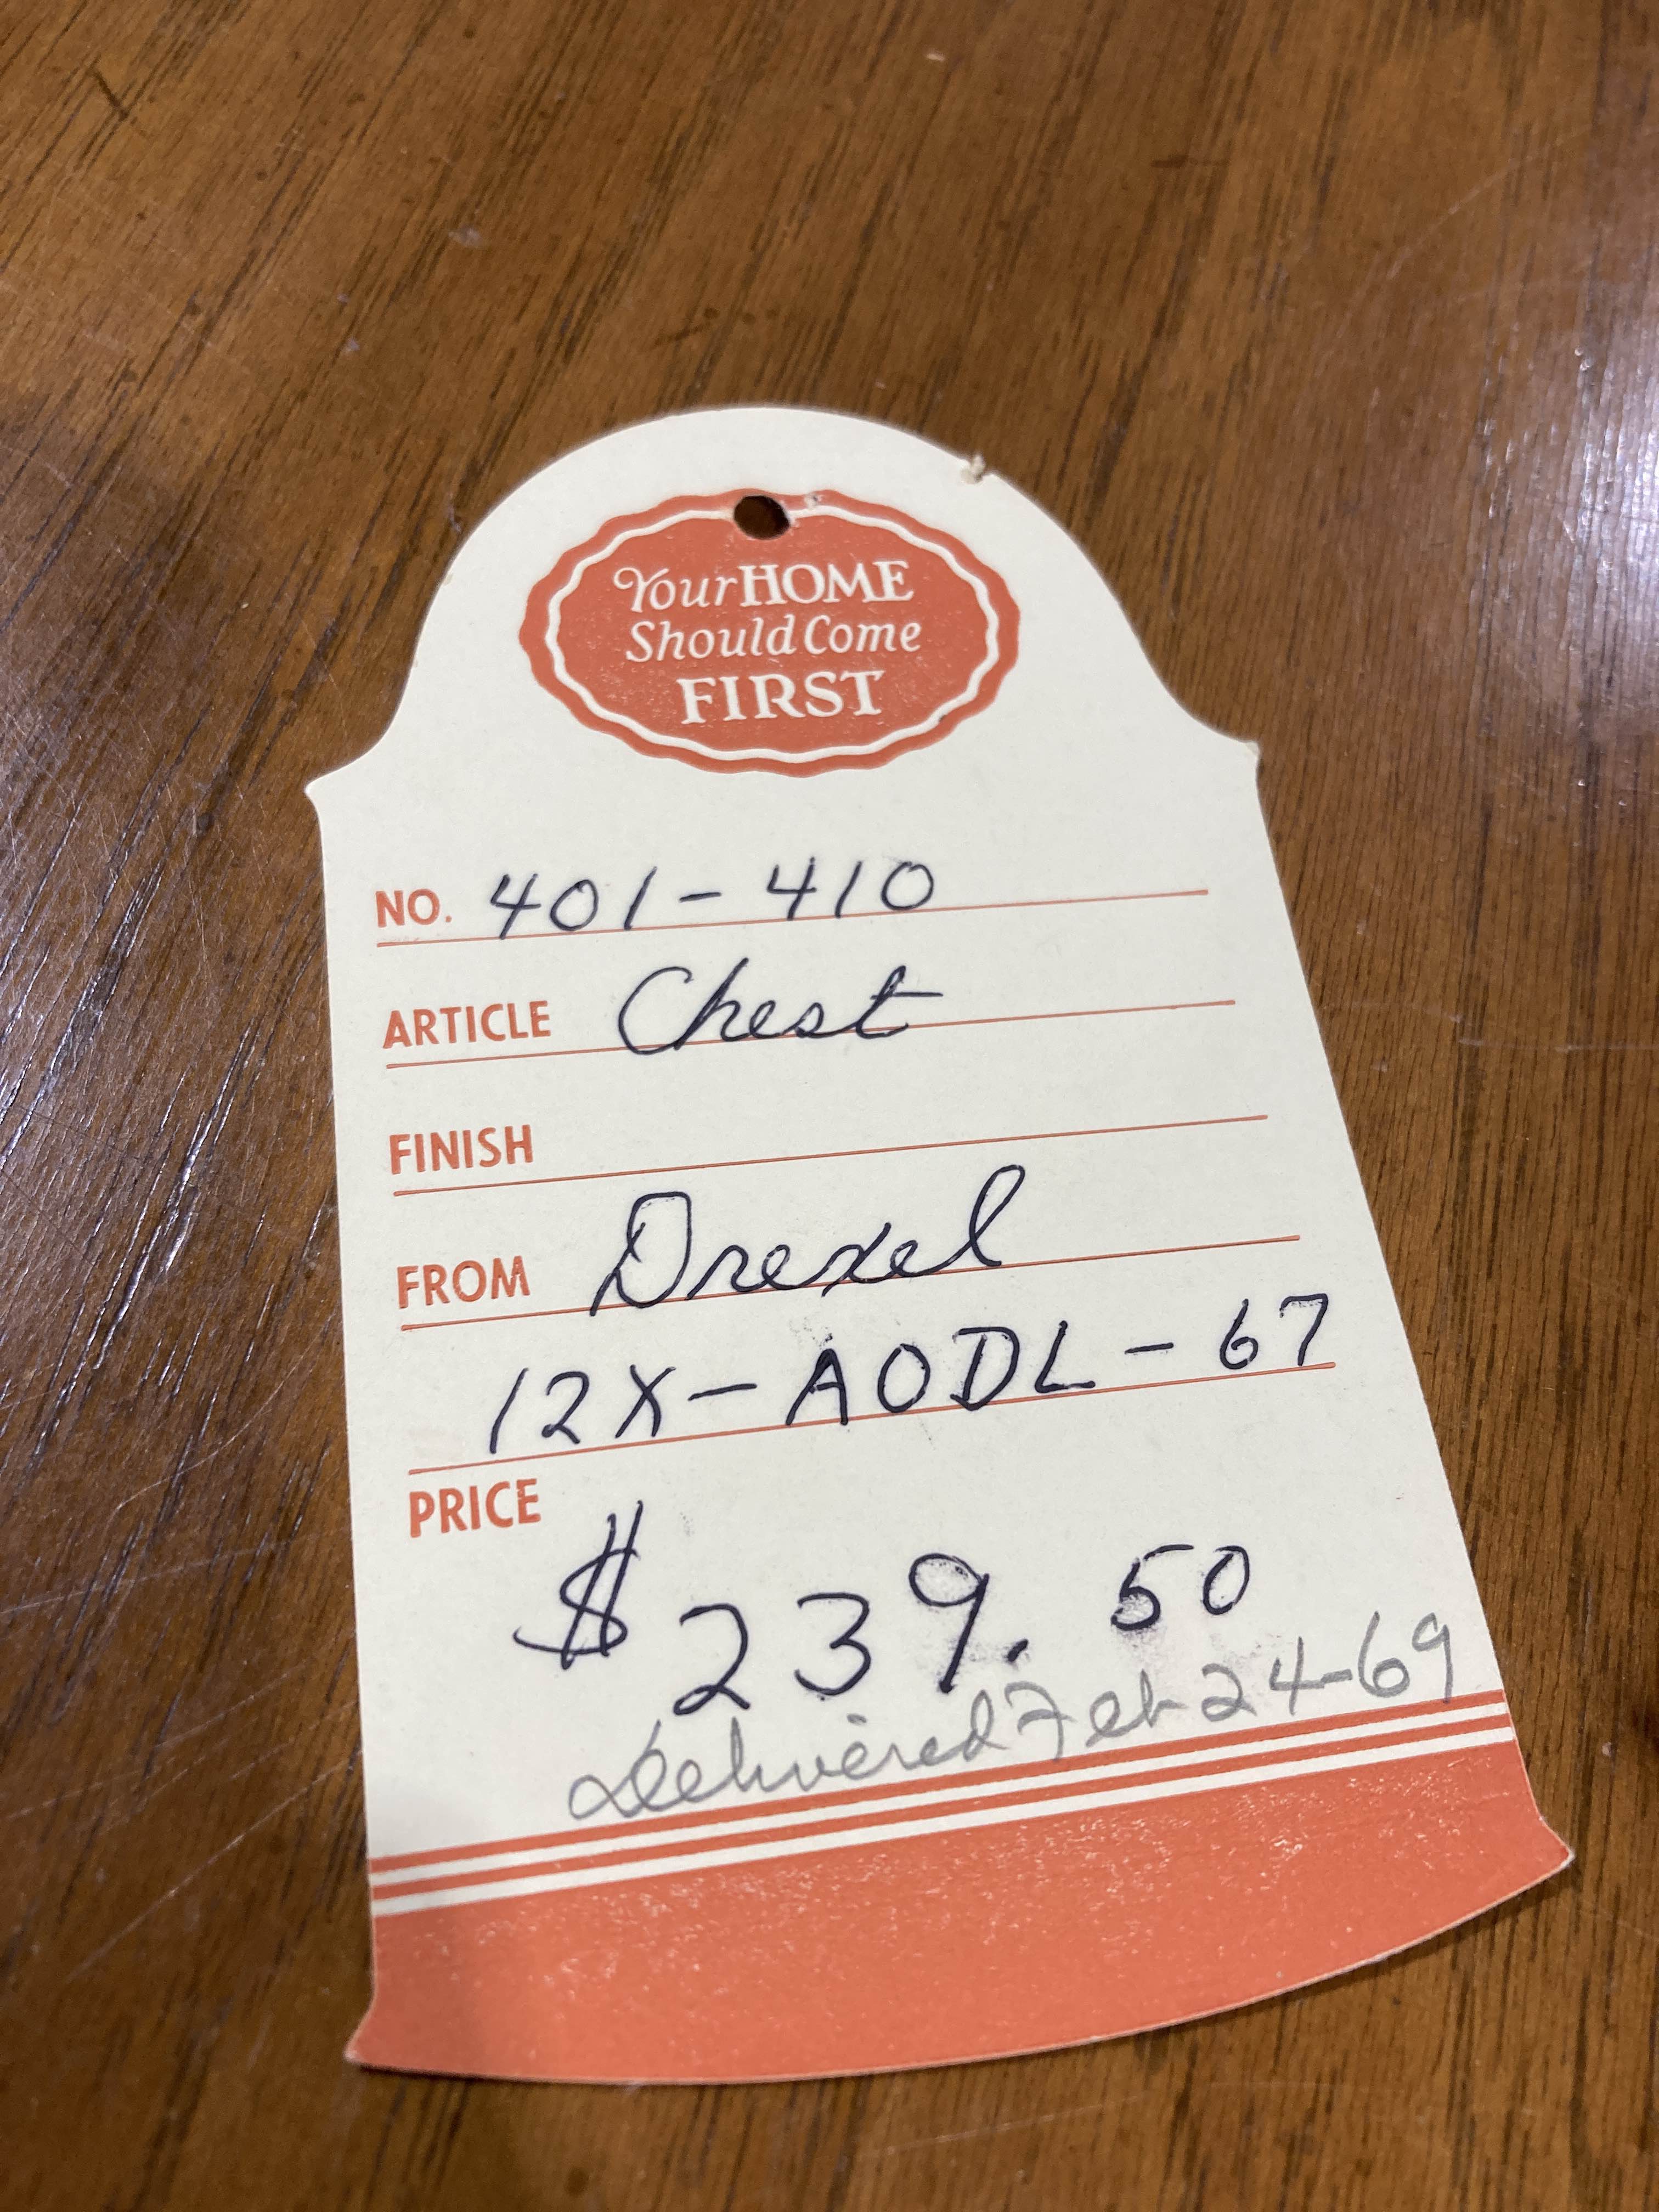 Your HOME
Should Come
FIRST
NO. 401-410
ARTICLE Chest
FINISH
FROM Drexel
12X-AODL-67
PRICE
$239.50
Delivered Feb 24-69